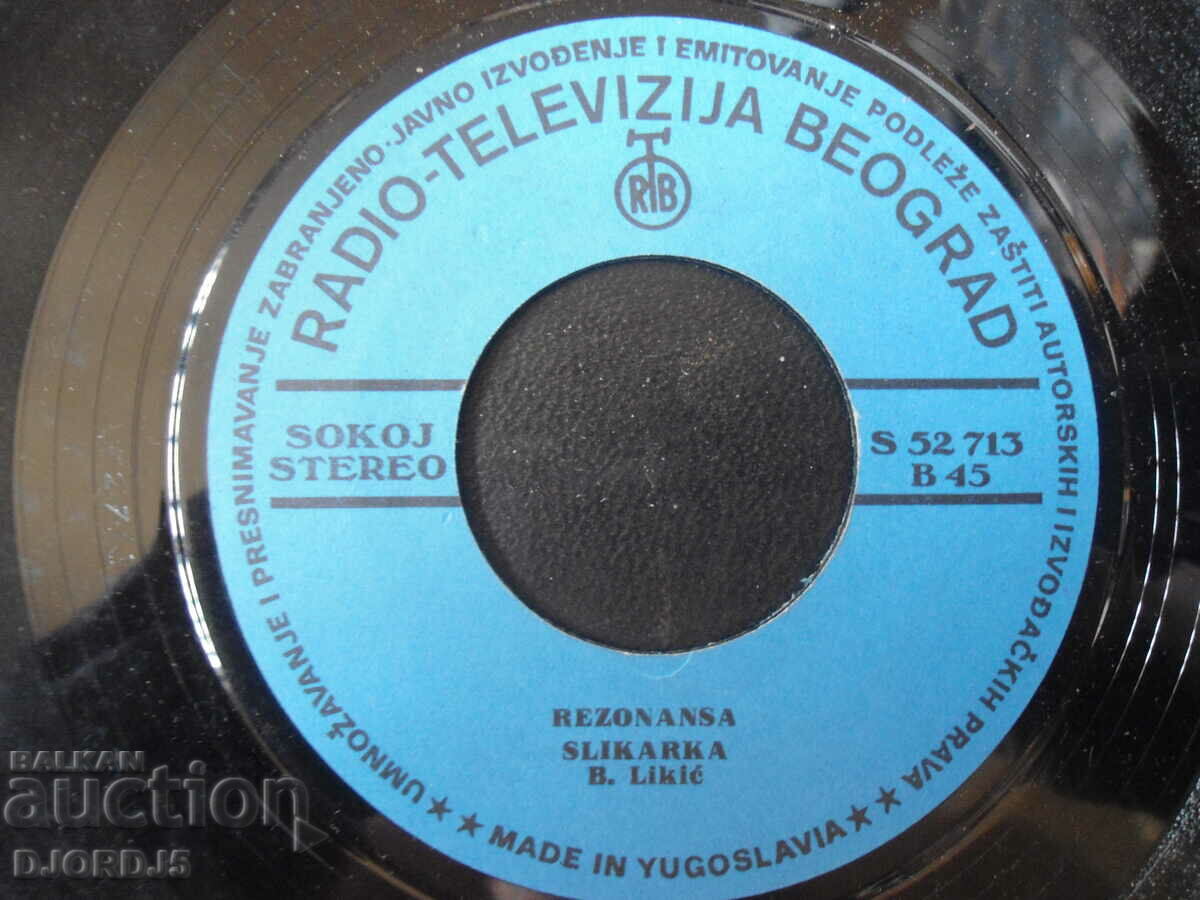 UMNOŽAVANJE I PRESNIMAVANJE ZABRANJENO · JAVNO IZVOĐENJE I EMITOVANJE PODLEŽE ZAŠTITI AUTORSKIH I IZVOĐAČKIH PRAVA
RADIO-TELEVIZIJA BEOGRAD
RTB
SOKOJ
STEREO
S 52 713
B 45
REZONANSA
SLIKARKA
B. Likić
★★ MADE IN YUGOSLAVIA ★★
BALKAN
auction
DJORDJ5